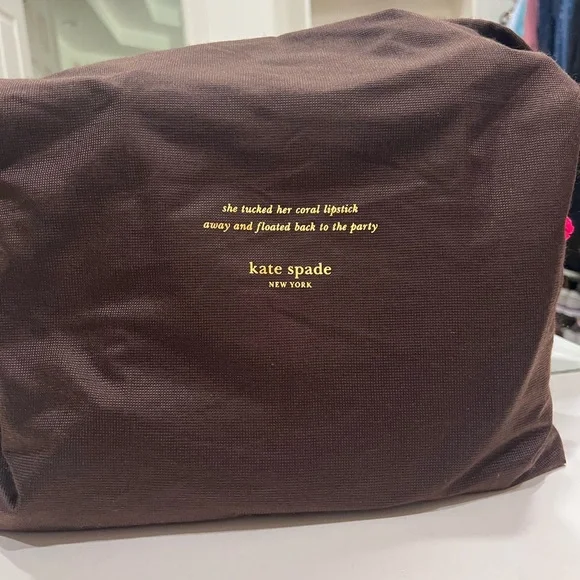 she tucked her coral lipstick
away and floated back to the party
kate spade
NEW YORK